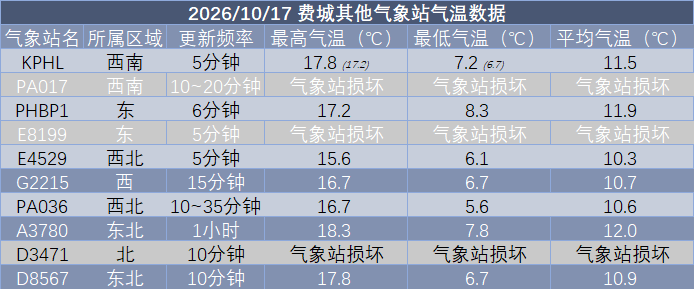 2026/10/17 费城其他气象站气温数据
气象站名 所属区域 更新频率 最高气温（℃） 最低气温（℃） 平均气温（℃）
KPHL 西南 5分钟 17.8 (17.2) 7.2 (6.7) 11.5
PA017 西南 10~20分钟 气象站损坏 气象站损坏 气象站损坏
PHBP1 东 6分钟 17.2 8.3 11.9
E8199 东 5分钟 气象站损坏 气象站损坏 气象站损坏
E4529 西北 5分钟 15.6 6.1 10.3
G2215 西 15分钟 16.7 6.7 10.7
PA036 西北 10~35分钟 16.7 5.6 10.6
A3780 东北 1小时 18.3 7.8 12.0
D3471 北 10分钟 气象站损坏 气象站损坏 气象站损坏
D8567 东北 10分钟 17.8 6.7 10.9